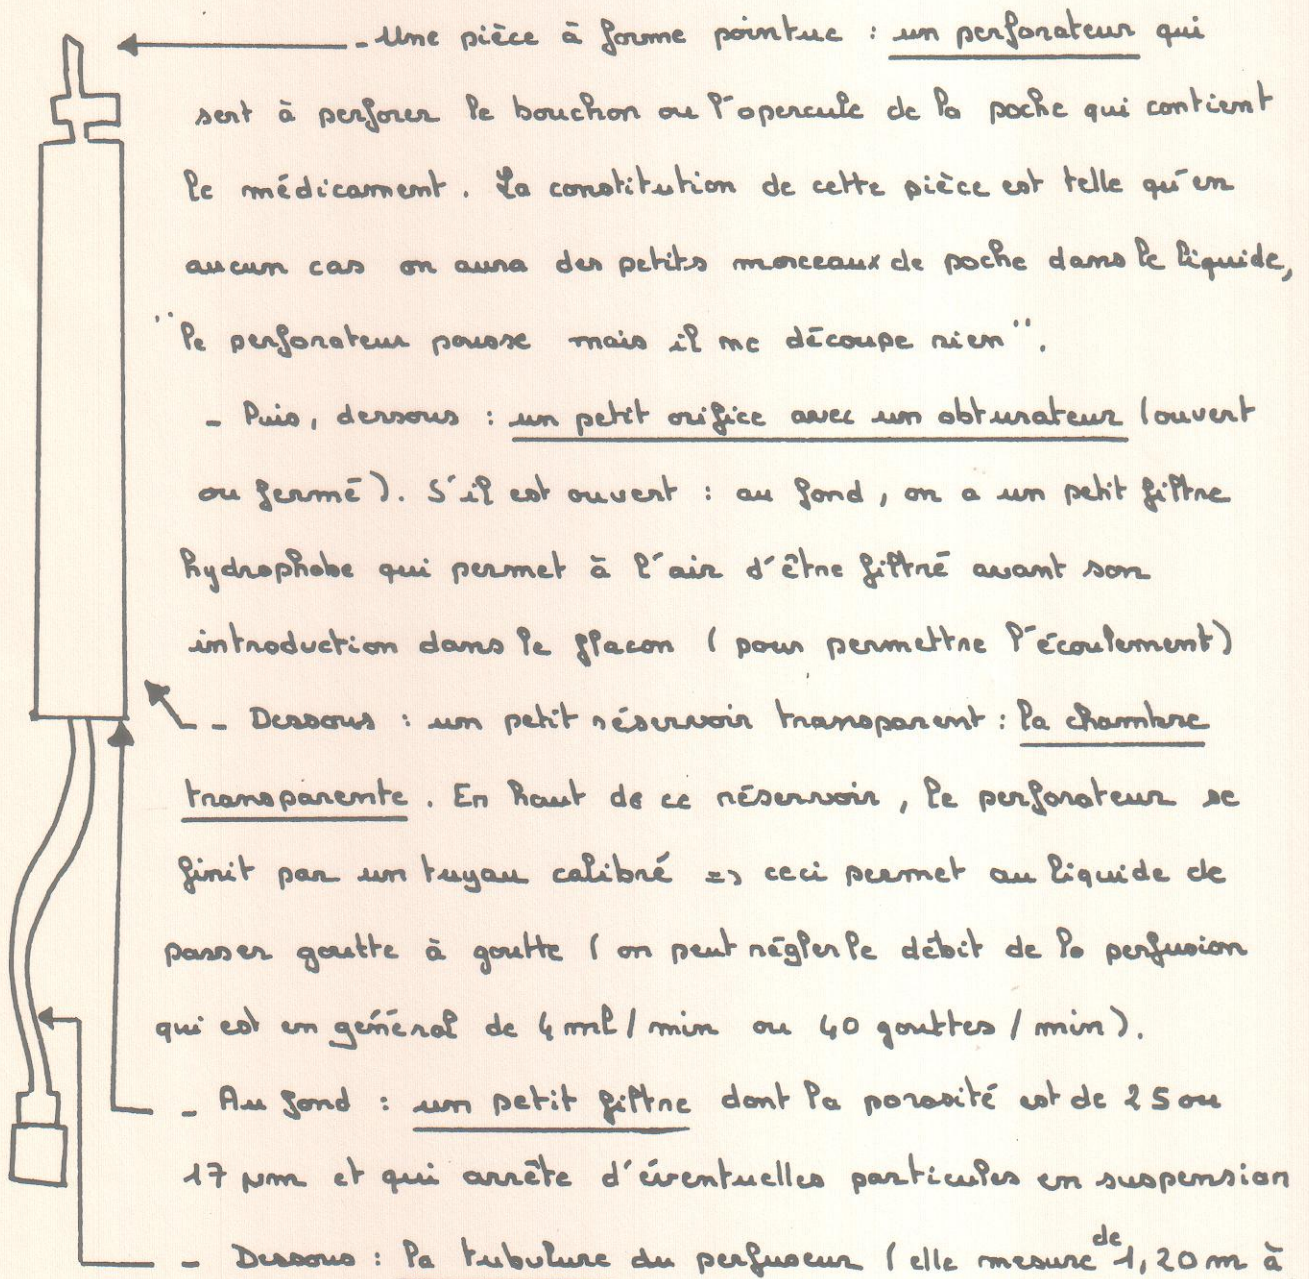 - Une pièce à forme pointue : un perforateur qui
sert à perforer le bouchon ou l'opercule de la poche qui contient
le médicament. La constitution de cette pièce est telle qu'en
aucun cas on aura des petits morceaux de poche dans le liquide,
"le perforateur pousse mais il ne découpe rien".
- Puis, dessous : un petit orifice avec un obturateur (ouvert
ou fermé). S'il est ouvert : au fond, on a un petit filtre
hydrophobe qui permet à l'air d'être filtré avant son
introduction dans le flacon (pour permettre l'écoulement)
- Dessous : un petit réservoir transparent : la chambre
transparente. En haut de ce réservoir, le perforateur se
finit par un tuyau calibré => ceci permet au liquide de
passer goutte à goutte (on peut régler le débit de la perfusion
qui est en général de 4 ml/min ou 40 gouttes/min).
- Au fond : un petit filtre dont la porosité est de 25 ou
17 µm et qui arrête d'éventuelles particules en suspension
- Dessous : la tubulure du perfuseur (elle mesure de 1,20 m à